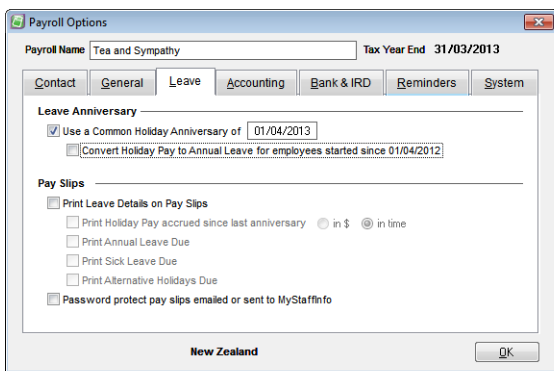 Payroll Options
Payroll Name Tea and Sympathy Tax Year End 31/03/2013
Contact General Leave Accounting Bank & IRD Reminders System
Leave Anniversary
Use a Common Holiday Anniversary of 01/04/2013
Convert Holiday Pay to Annual Leave for employees started since 01/04/2012
Pay Slips
Print Leave Details on Pay Slips
Print Holiday Pay accrued since last anniversary in $ in time
Print Annual Leave Due
Print Sick Leave Due
Print Alternative Holidays Due
Password protect pay slips emailed or sent to MyStaffInfo
New Zealand OK